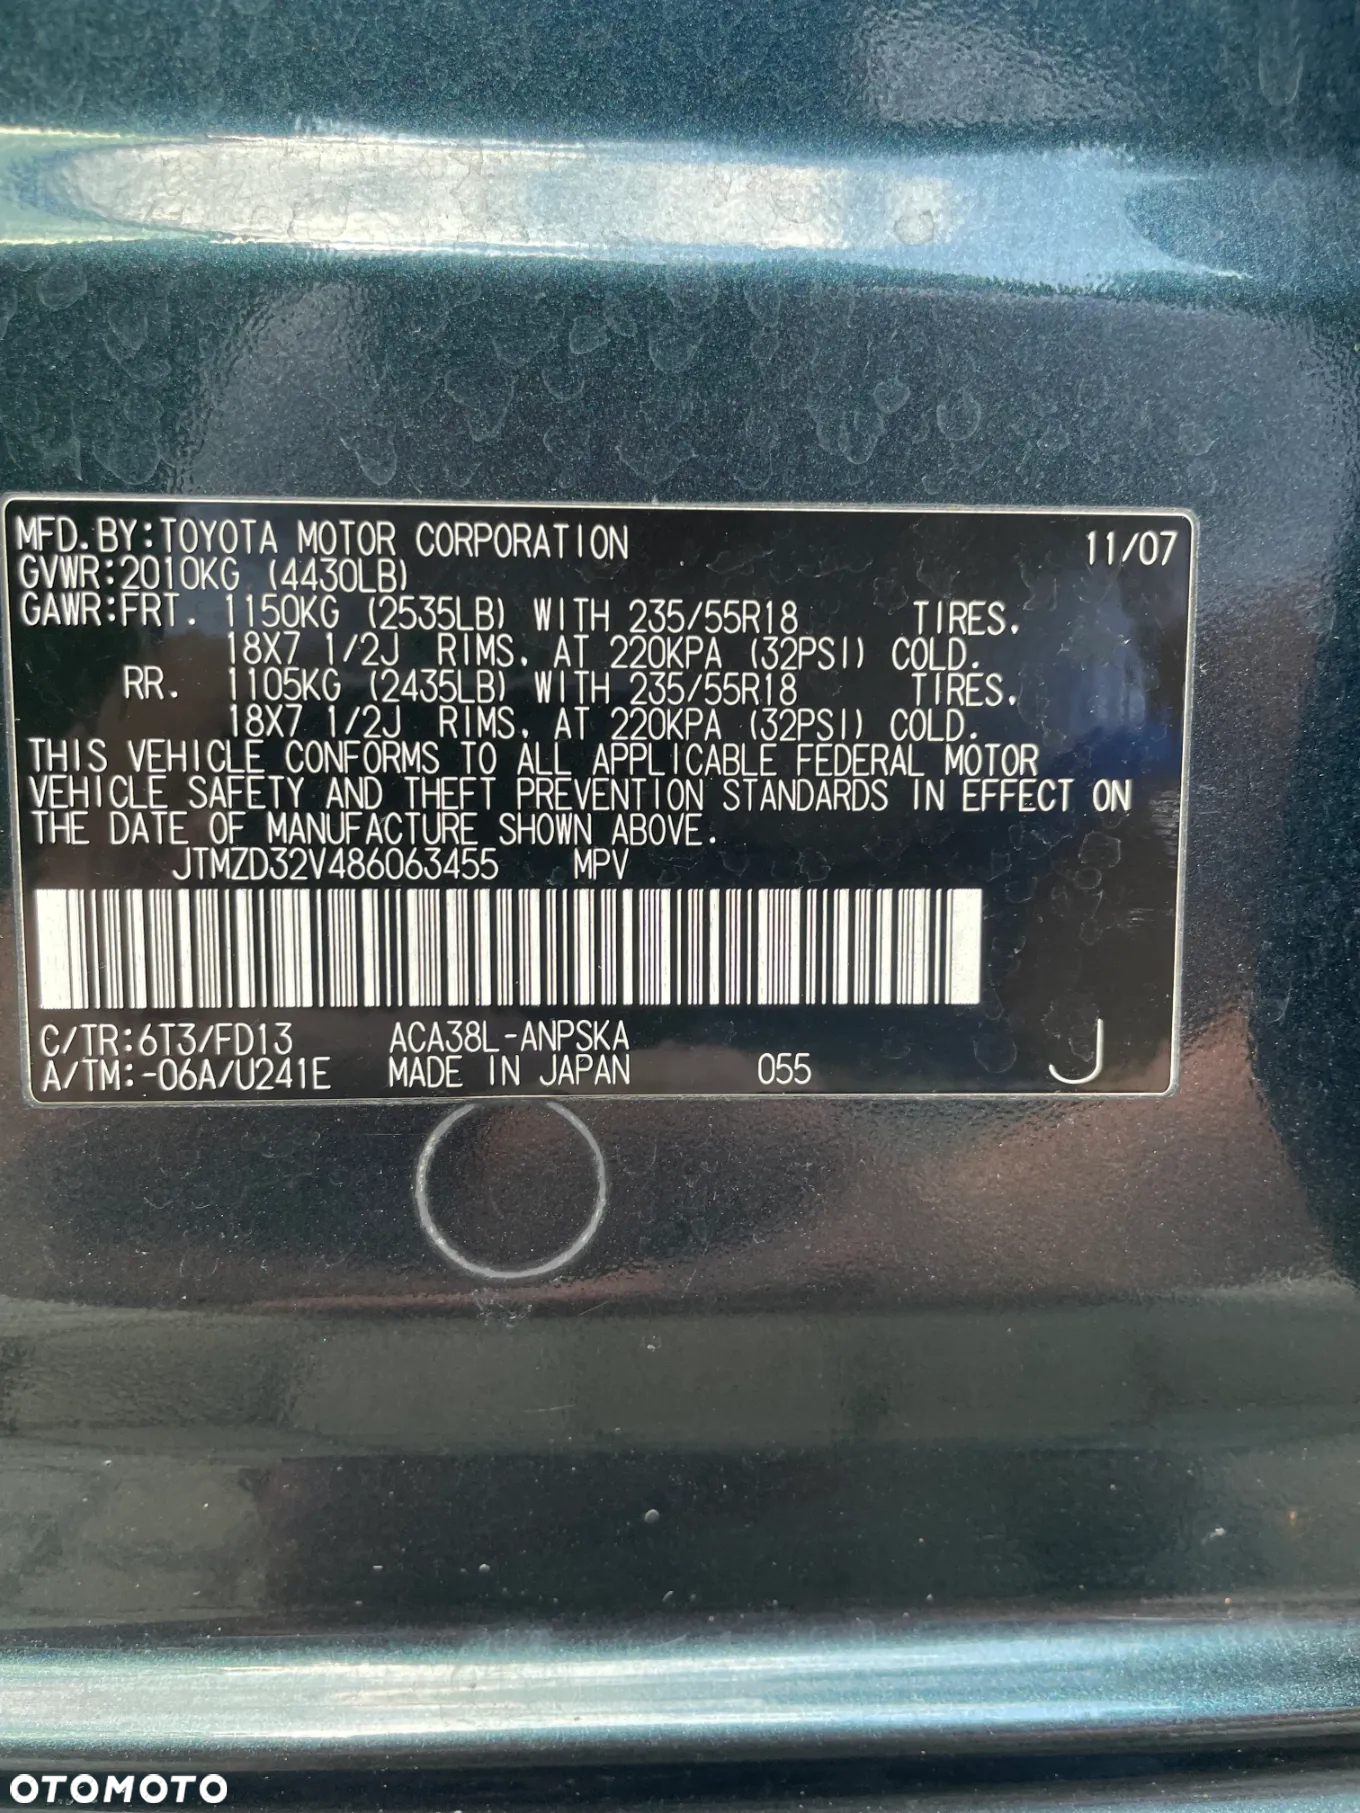 MFD.BY:TOYOTA MOTOR CORPORATION 11/07
GVWR:2010KG (4430LB)
GAWR:FRT. 1150KG (2535LB) WITH 235/55R18 TIRES,
18X7 1/2J RIMS, AT 220KPA (32PSI) COLD.
RR. 1105KG (2435LB) WITH 235/55R18 TIRES,
18X7 1/2J RIMS, AT 220KPA (32PSI) COLD.
THIS VEHICLE CONFORMS TO ALL APPLICABLE FEDERAL MOTOR
VEHICLE SAFETY AND THEFT PREVENTION STANDARDS IN EFFECT ON
THE DATE OF MANUFACTURE SHOWN ABOVE.
JTMZD32V486063455 MPV
C/TR:6T3/FD13 ACA38L-ANPSKA
A/TM:-06A/U241E MADE IN JAPAN 055 J
OTOMOTO